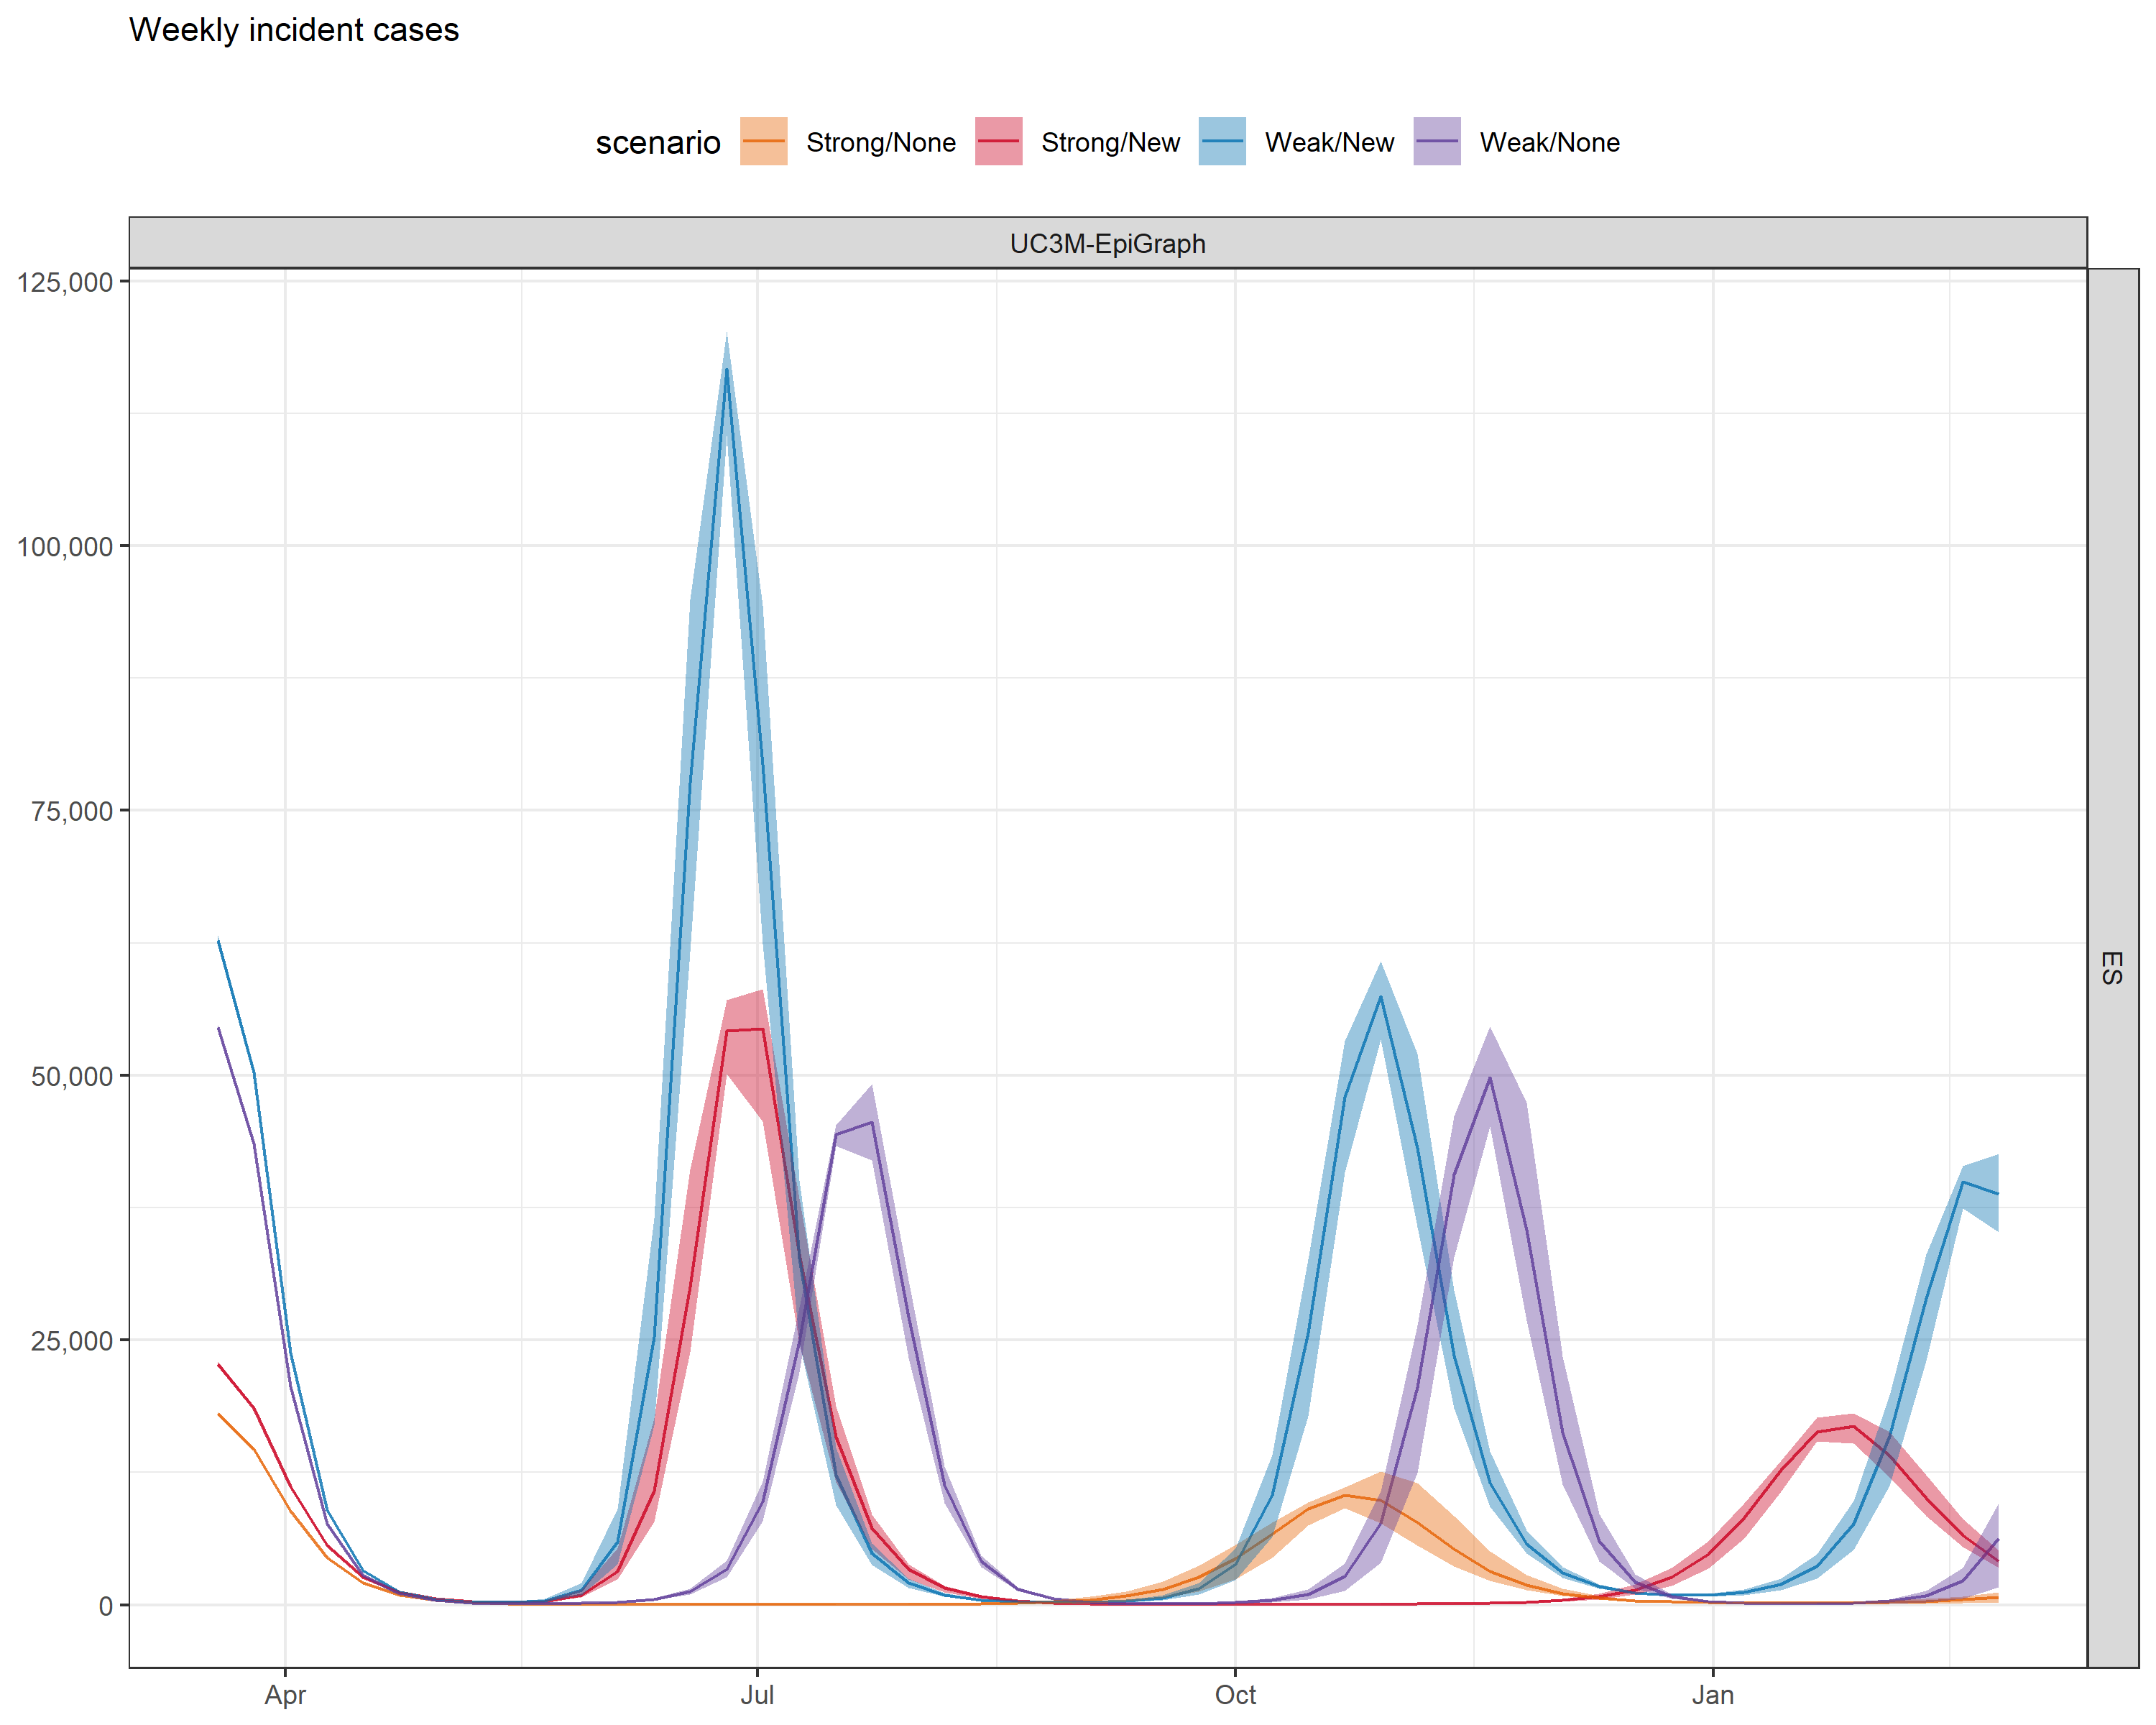 Weekly incident cases
scenario Strong/None Strong/New Weak/New Weak/None
UC3M-EpiGraph
125,000
100,000
75,000
50,000
25,000
0
ES
Apr Jul Oct Jan